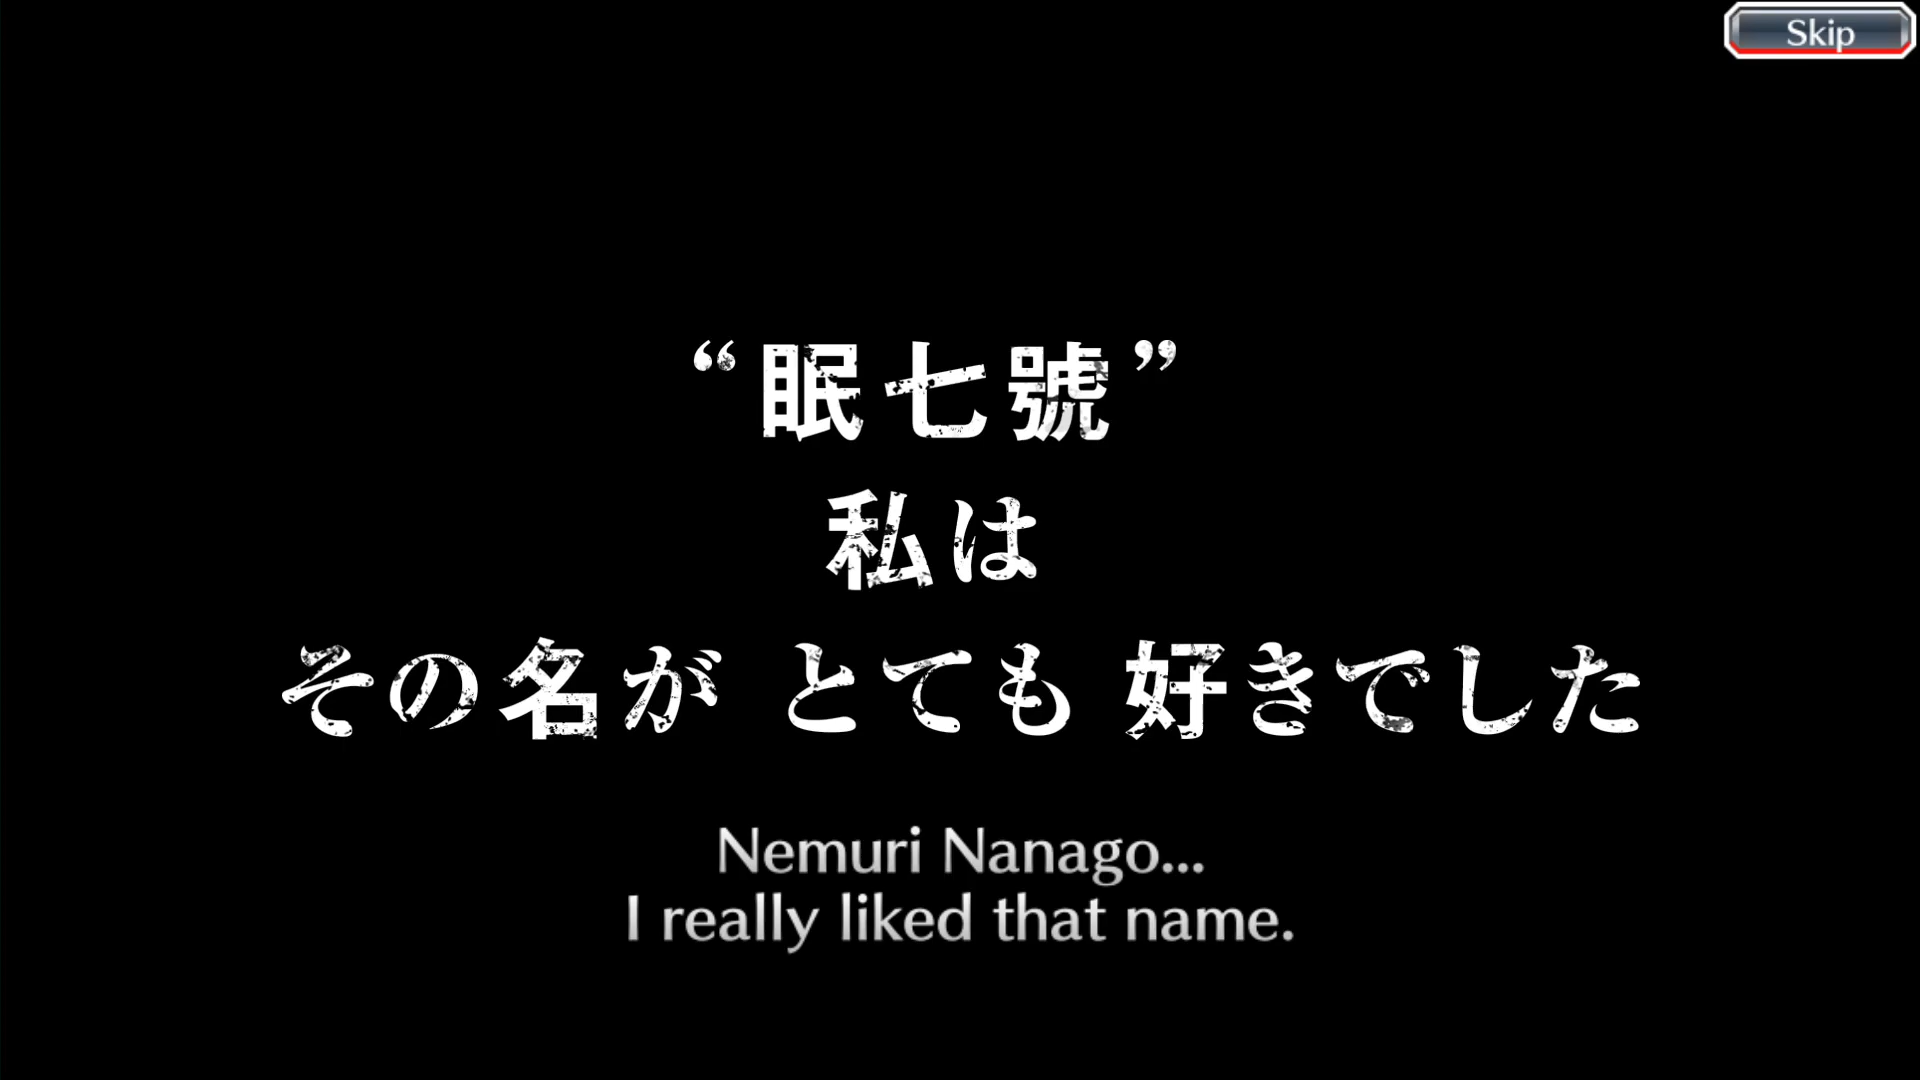 Skip
“眠七號”
私は
その名が とても 好きでした
Nemuri Nanago...
I really liked that name.